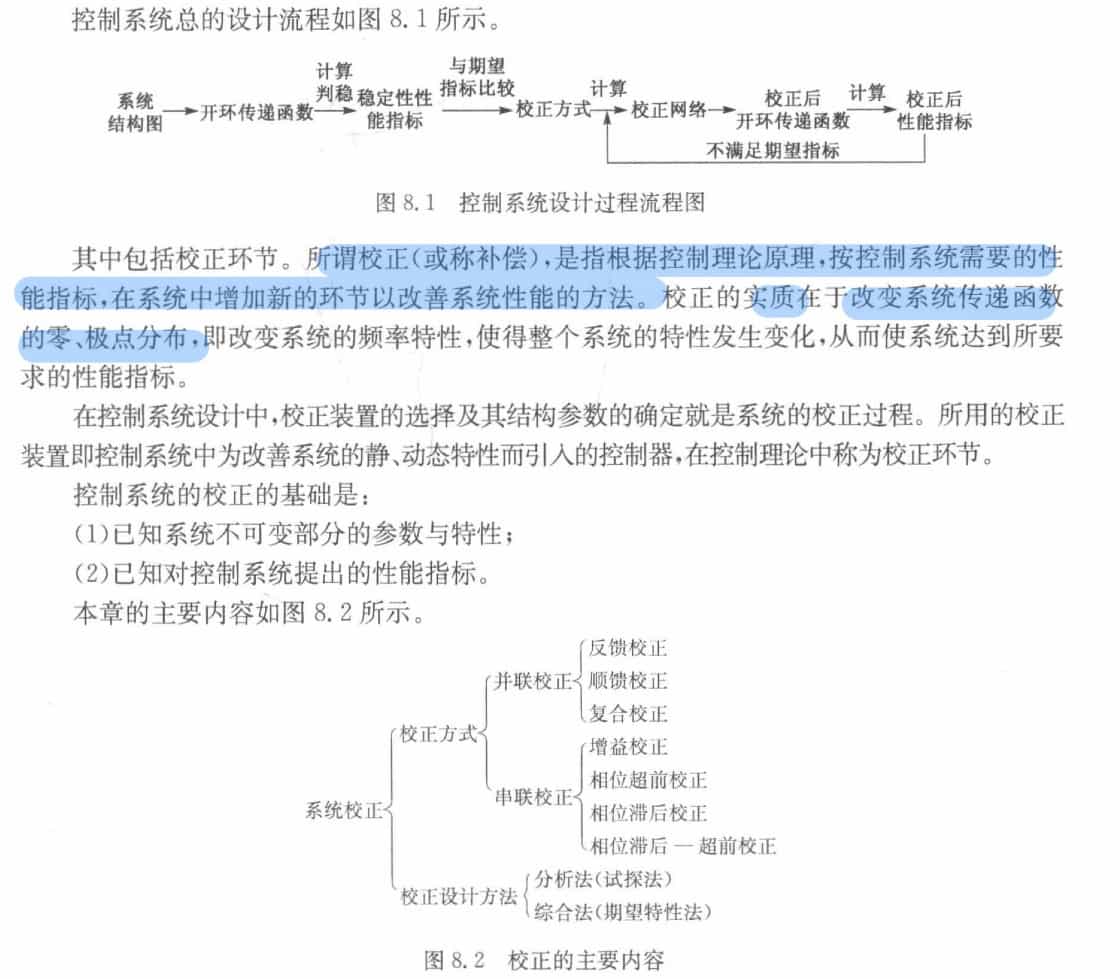 控制系统总的设计流程如图 8.1 所示。
系统
结构图
开环传递函数
计算
判稳
稳定性性
能指标
与期望
指标比较
校正方式
计算
校正网络
校正后
开环传递函数
计算
校正后
性能指标
不满足期望指标
图 8.1 控制系统设计过程流程图
其中包括校正环节。所谓校正(或称补偿),是指根据控制理论原理,按控制系统需要的性
能指标,在系统中增加新的环节以改善系统性能的方法。校正的实质在于改变系统传递函数
的零、极点分布,即改变系统的频率特性,使得整个系统的特性发生变化,从而使系统达到所要
求的性能指标。
在控制系统设计中,校正装置的选择及其结构参数的确定就是系统的校正过程。所用的校正
装置即控制系统中为改善系统的静、动态特性而引入的控制器,在控制理论中称为校正环节。
控制系统的校正的基础是:
(1)已知系统不可变部分的参数与特性;
(2)已知对控制系统提出的性能指标。
本章的主要内容如图 8.2 所示。
系统校正
校正方式
并联校正
反馈校正
顺馈校正
复合校正
串联校正
增益校正
相位超前校正
相位滞后校正
相位滞后 — 超前校正
校正设计方法
分析法(试探法)
综合法(期望特性法)
图 8.2 校正的主要内容